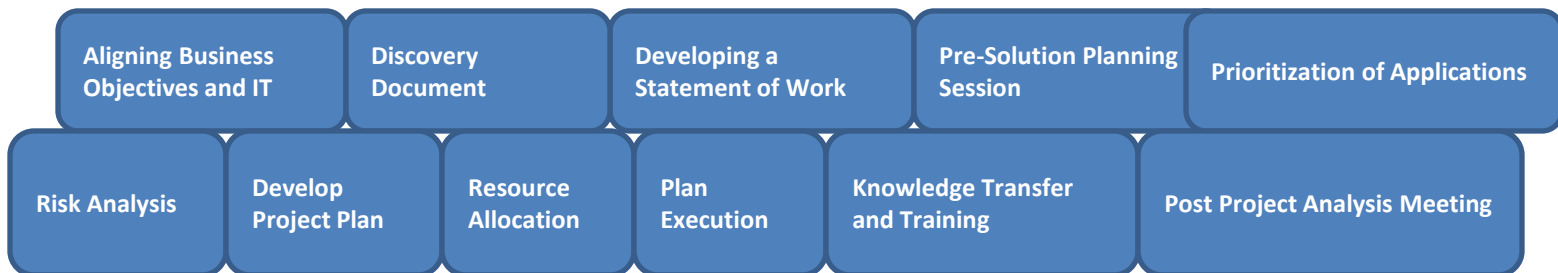 Aligning Business
Objectives and IT
Discovery
Document
Developing a
Statement of Work
Pre-Solution Planning
Session
Prioritization of Applications
Risk Analysis
Develop
Project Plan
Resource
Allocation
Plan
Execution
Knowledge Transfer
and Training
Post Project Analysis Meeting